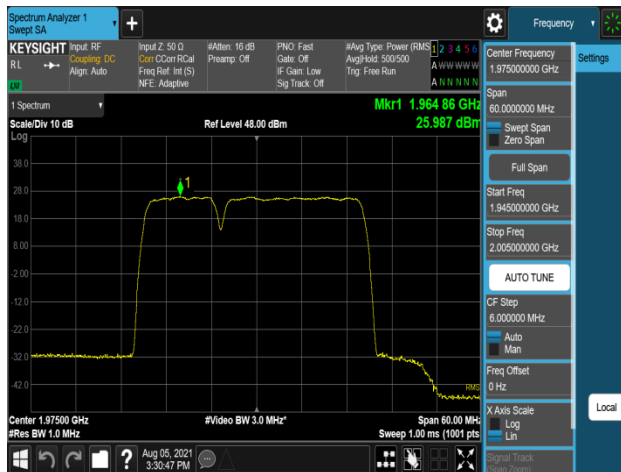 Spectrum Analyzer 1
Swept SA
+
Frequency
KEYSIGHT
Input: RF
Coupling: DC
Align: Auto
Input Z: 50 Ω
Corr CCorr RCal
Freq Ref: Int (S)
NFE: Adaptive
#Atten: 16 dB
Preamp: Off
PNO: Fast
Gate: Off
IF Gain: Low
Sig Track: Off
#Avg Type: Power (RMS
Avg|Hold: 500/500
Trig: Free Run
1 2 3 4 5 6
A W W W W W
A N N N N N
R L
1 Spectrum
Scale/Div 10 dB
Ref Level 48.00 dBm
Mkr1 1.964 86 GHz
25.987 dBm
Log
38.0
28.0
18.0
8.00
-2.00
-12.0
-22.0
-32.0
-42.0
1
RMS
Center 1.97500 GHz
#Res BW 1.0 MHz
#Video BW 3.0 MHz*
Span 60.00 MHz
Sweep 1.00 ms (1001 pts
Center Frequency
1.975000000 GHz
Settings
Span
60.0000000 MHz
Swept Span
Zero Span
Full Span
Start Freq
1.945000000 GHz
Stop Freq
2.005000000 GHz
AUTO TUNE
CF Step
6.000000 MHz
Auto
Man
Freq Offset
0 Hz
X Axis Scale
Log
Lin
Local
Signal Track
(Span Zoom)
?
Aug 05, 2021
3:30:47 PM